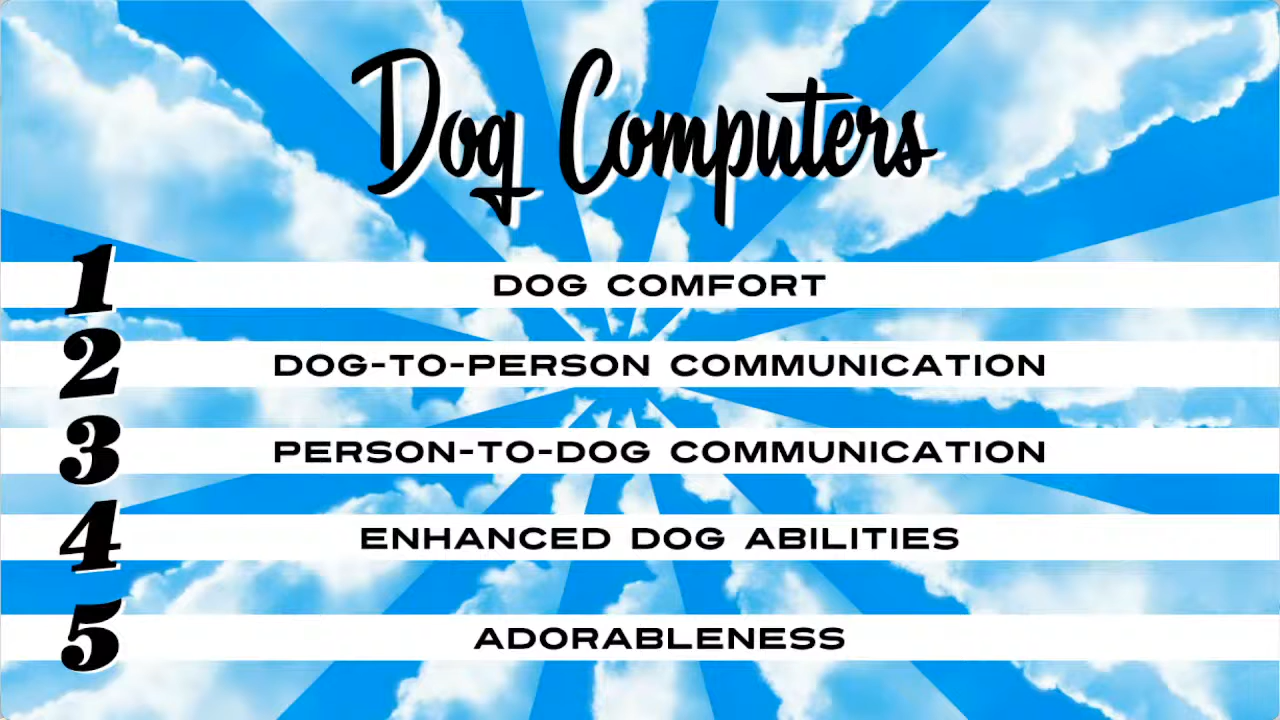 Dog Computers
1 DOG COMFORT
2 DOG-TO-PERSON COMMUNICATION
3 PERSON-TO-DOG COMMUNICATION
4 ENHANCED DOG ABILITIES
5 ADORABLENESS